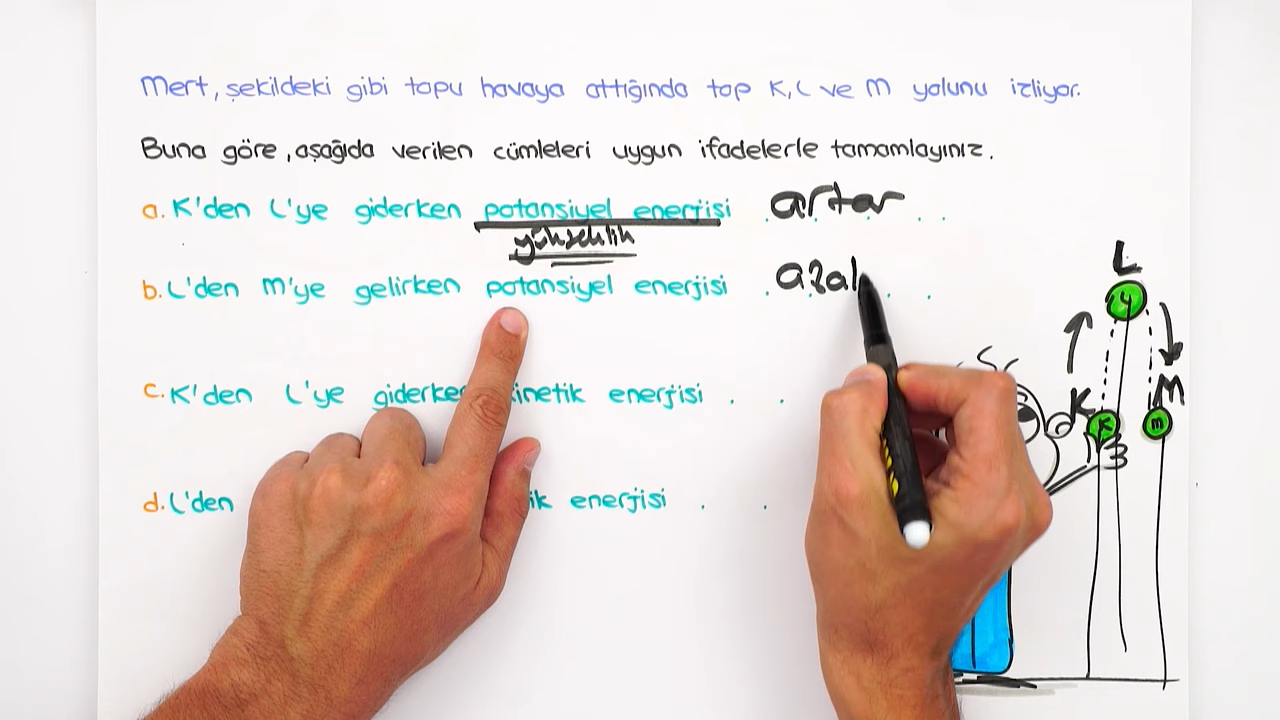 Mert, şekildeki gibi topu havaya attığında top K, L ve M yolunu izliyor.
Buna göre, aşağıda verilen cümleleri uygun ifadelerle tamamlayınız.
a. K'den L'ye giderken potansiyel enerjisi . artar . .
yükseklik
b. L'den M'ye gelirken potansiyel enerjisi . azal . .
c. K'den L'ye giderken kinetik enerjisi . .
d. L'den enerjisi . .
L
K
M
K
M